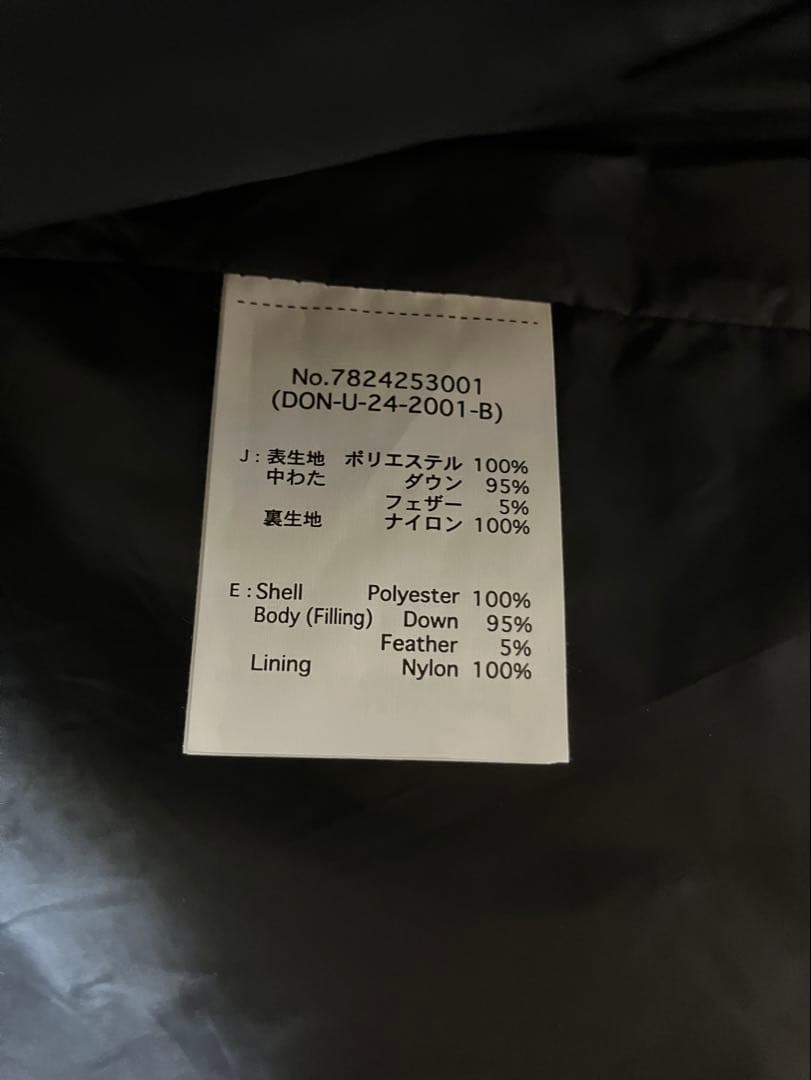 No.7824253001
(DON-U-24-2001-B)
J : 表生地 ポリエステル 100%
中わた ダウン 95%
フェザー 5%
裏生地 ナイロン 100%
E : Shell Polyester 100%
Body (Filling) Down 95%
Feather 5%
Lining Nylon 100%